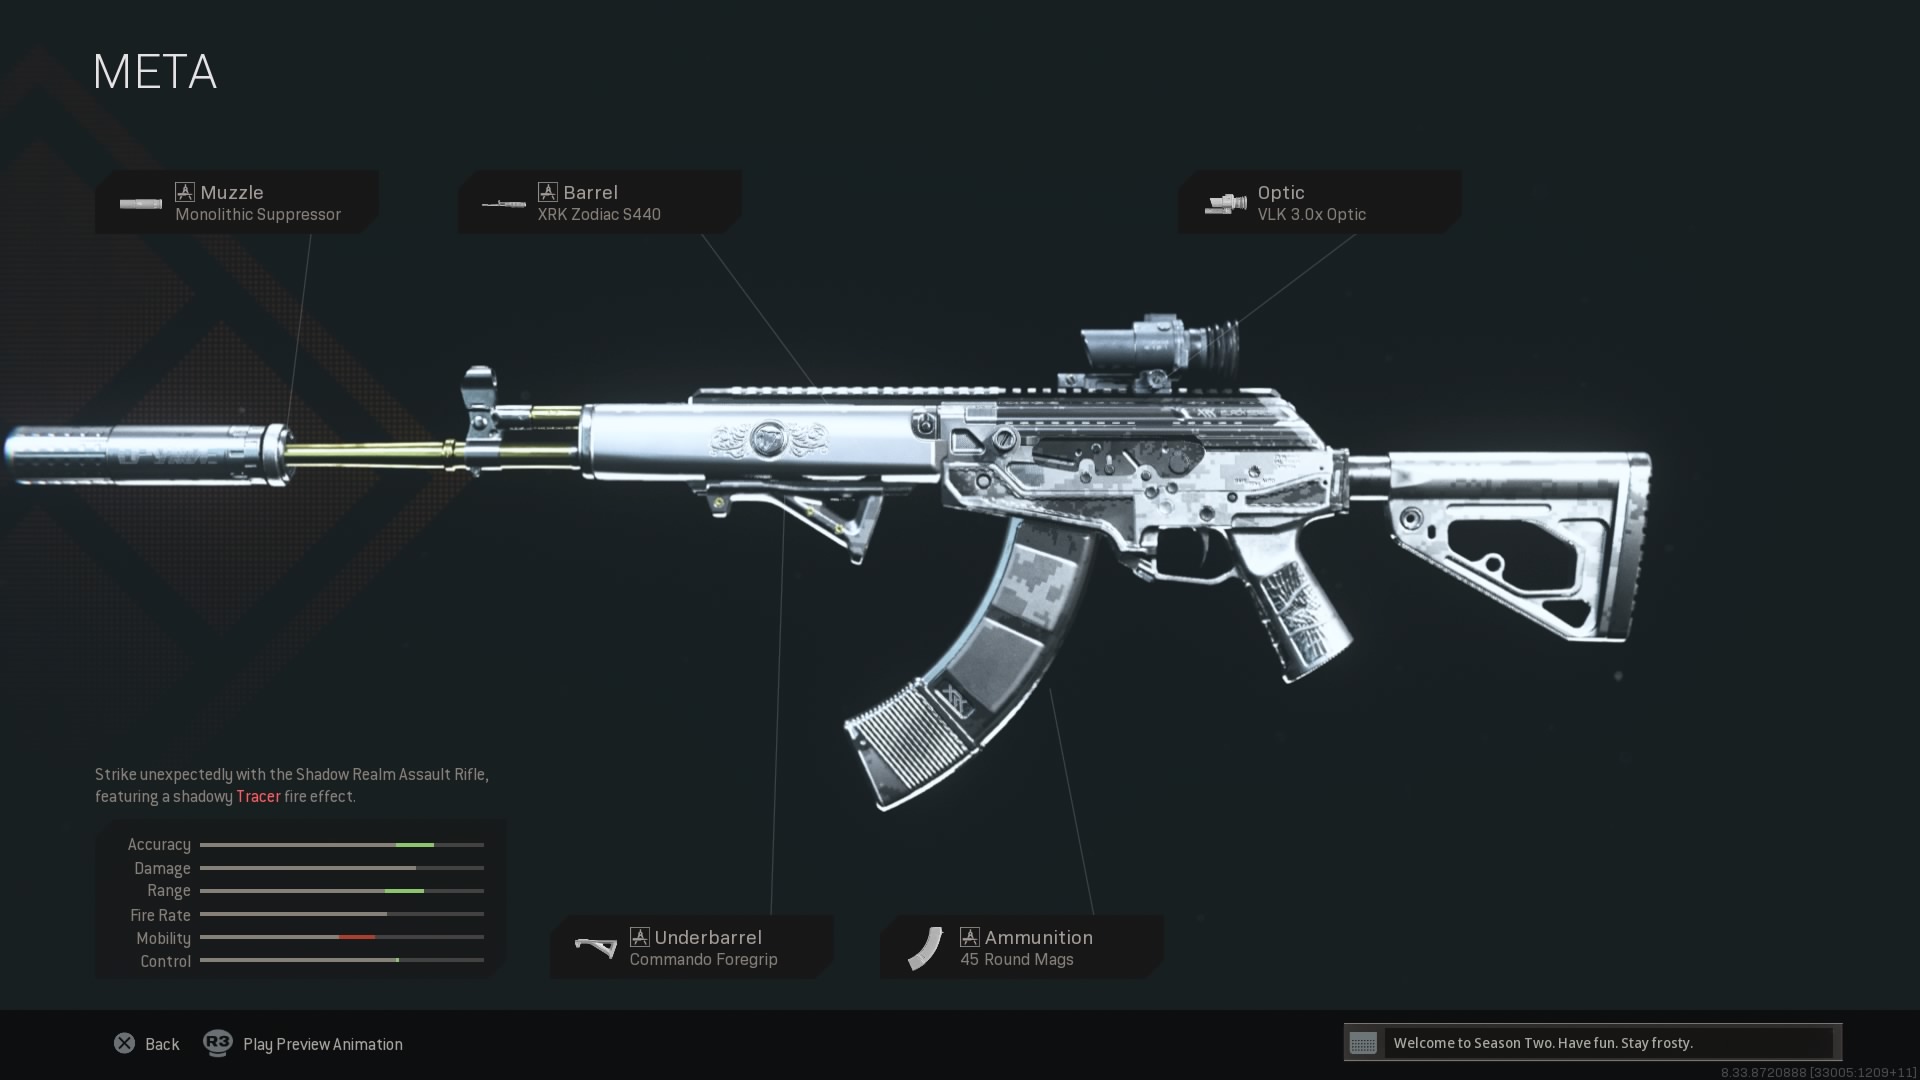 META
Muzzle
Monolithic Suppressor
Barrel
XRK Zodiac S440
Optic
VLK 3.0x Optic
Strike unexpectedly with the Shadow Realm Assault Rifle,
featuring a shadowy Tracer fire effect.
Accuracy
Damage
Range
Fire Rate
Mobility
Control
Underbarrel
Commando Foregrip
Ammunition
45 Round Mags
Back
R3 Play Preview Animation
Welcome to Season Two. Have fun. Stay frosty.
8.33.8720888 [33005:1209+11]